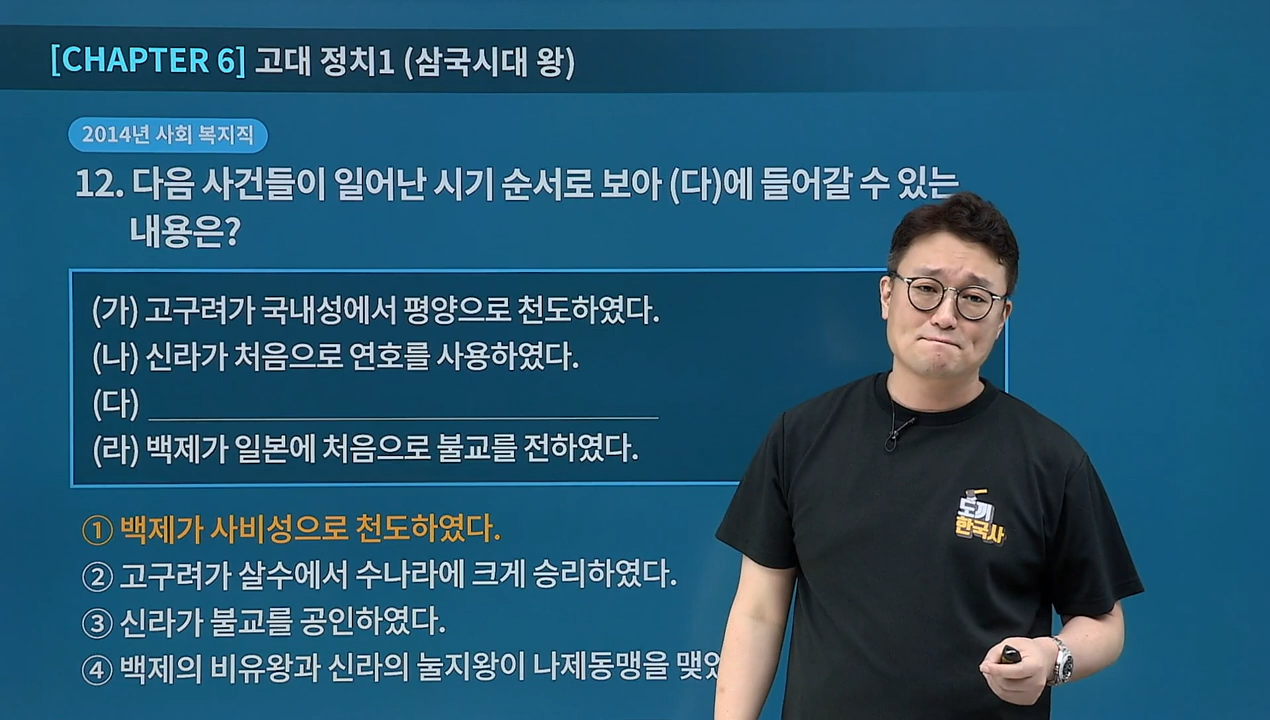 [CHAPTER 6] 고대 정치1 (삼국시대 왕)
2014년 사회 복지직
12. 다음 사건들이 일어난 시기 순서로 보아 (다)에 들어갈 수 있는
내용은?
(가) 고구려가 국내성에서 평양으로 천도하였다.
(나) 신라가 처음으로 연호를 사용하였다.
(다)
(라) 백제가 일본에 처음으로 불교를 전하였다.
① 백제가 사비성으로 천도하였다.
② 고구려가 살수에서 수나라에 크게 승리하였다.
③ 신라가 불교를 공인하였다.
④ 백제의 비유왕과 신라의 눌지왕이 나제동맹을
도끼
한국사